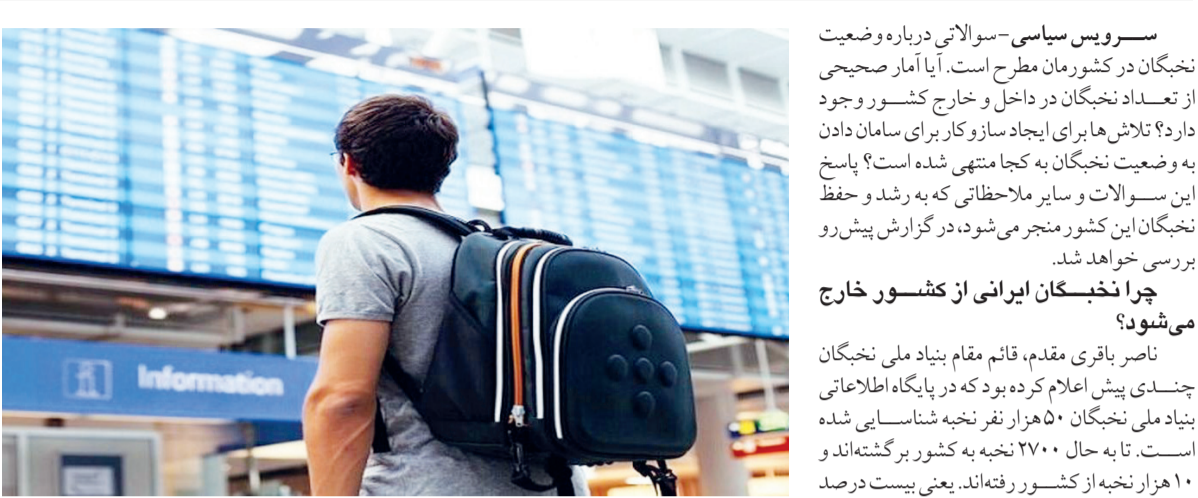 سرویس سیاسی-سوالاتی درباره وضعیت
نخبگان در کشورمان مطرح است. آیا آمار صحیحی
از تعداد نخبگان در داخل و خارج کشور وجود
دارد؟ تلاش‌ها برای ایجاد سازوکار برای سامان دادن
به وضعیت نخبگان به کجا منتهی شده است؟ پاسخ
این سوالات و سایر ملاحظاتی که به رشد و حفظ
نخبگان این کشور منجر می‌شود، در گزارش پیش‌رو
بررسی خواهد شد.
چرا نخبگان ایرانی از کشور خارج
می‌شود؟
ناصر باقری مقدم، قائم مقام بنیاد ملی نخبگان
چندی پیش اعلام کرده بود که در پایگاه اطلاعاتی
بنیاد ملی نخبگان ۵۰ هزار نفر نخبه شناسایی شده
است. تا به حال ۲۷۰۰ نخبه به کشور برگشته‌اند و
۱۰ هزار نخبه از کشور رفته‌اند. یعنی بیست درصد
Information